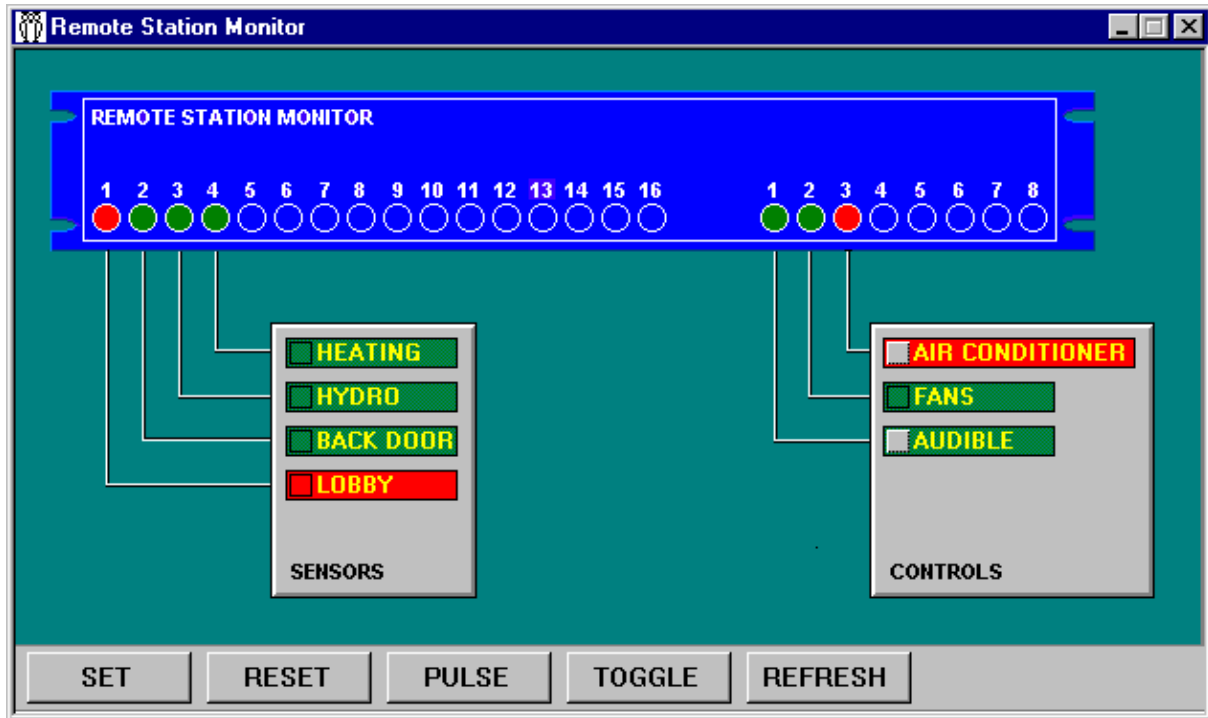 Remote Station Monitor
REMOTE STATION MONITOR
1 2 3 4 5 6 7 8 9 10 11 12 13 14 15 16 1 2 3 4 5 6 7 8
HEATING
HYDRO
BACK DOOR
LOBBY
SENSORS
AIR CONDITIONER
FANS
AUDIBLE
CONTROLS
SET RESET PULSE TOGGLE REFRESH